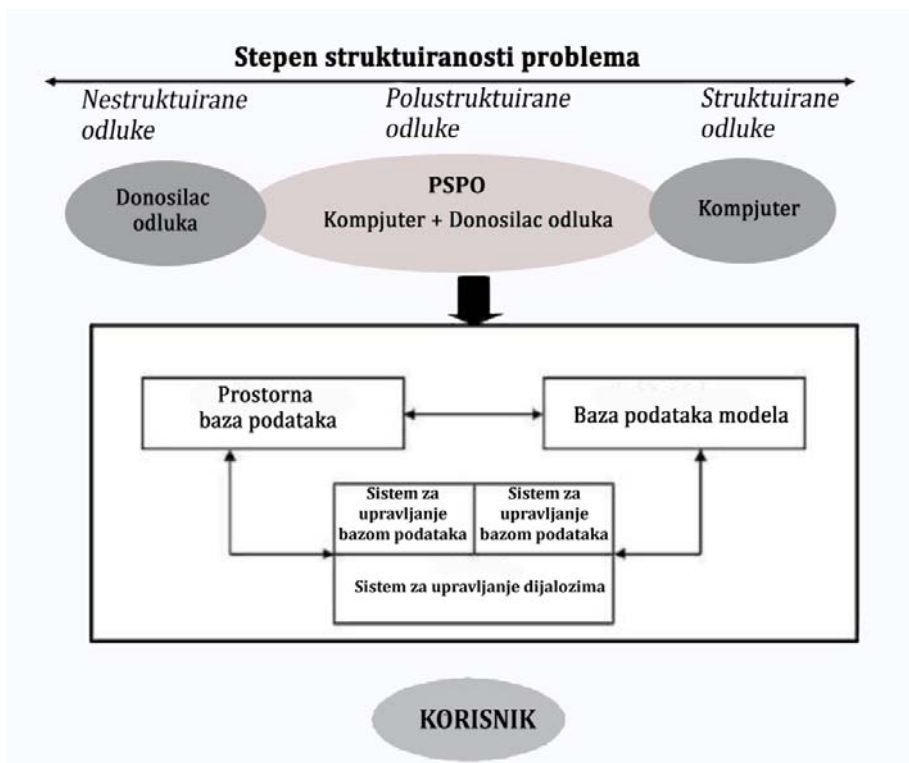 Stepen struktuiranosti problema
Nestruktuirane
odluke
Polustruktuirane
odluke
Struktuirane
odluke
Donosilac
odluka
PSPO
Kompjuter + Donosilac odluka
Kompjuter
Prostorna
baza podataka
Baza podataka modela
Sistem za
upravljanje
bazom podataka
Sistem za
upravljanje
bazom podataka
Sistem za upravljanje dijalozima
KORISNIK